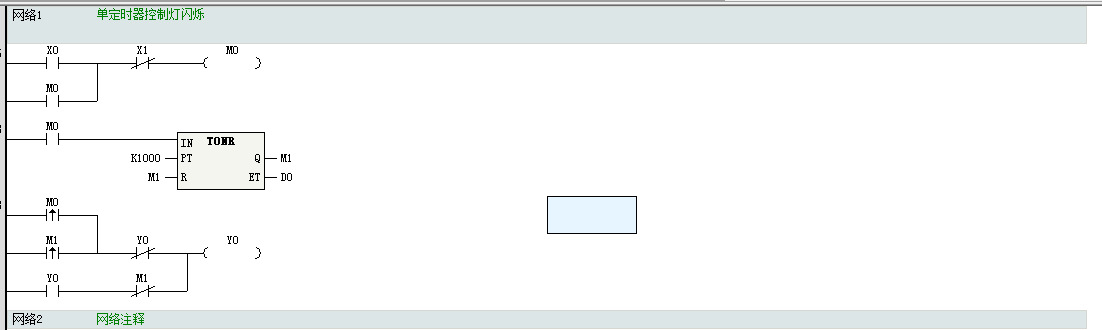 网络1 单定时器控制灯闪烁
X0 X1 M0
M0
M0
IN TONR
K1000 PT Q M1
M1 R ET D0
M0
M1 Y0 Y0
Y0 M1
网络2 网络注释